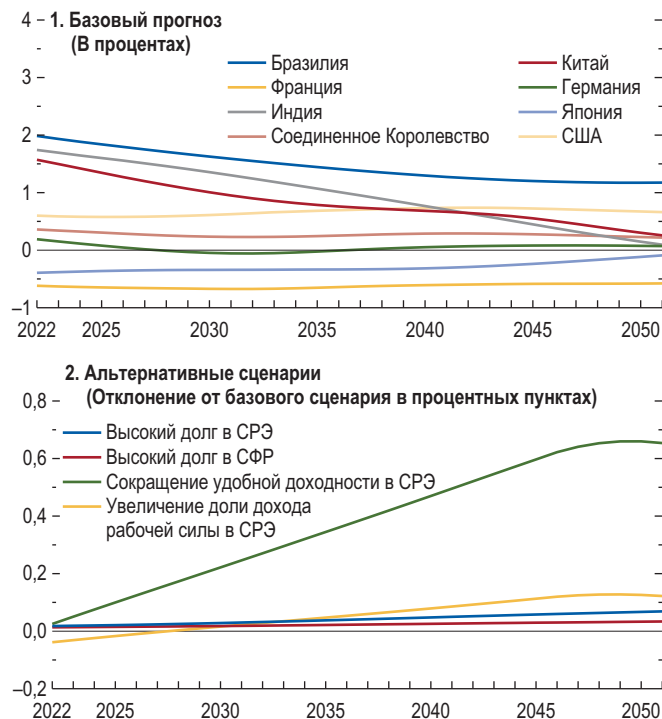 1. Базовый прогноз
(В процентах)
Бразилия
Китай
Франция
Германия
Индия
Япония
Соединенное Королевство
США
4
3
2
1
0
–1
2022 2025 2030 2035 2040 2045 2050
2. Альтернативные сценарии
(Отклонение от базового сценария в процентных пунктах)
Высокий долг в СРЭ
Высокий долг в СФР
Сокращение удобной доходности в СРЭ
Увеличение доли дохода
рабочей силы в СРЭ
0,8
0,6
0,4
0,2
0,0
–0,2
2022 2025 2030 2035 2040 2045 2050